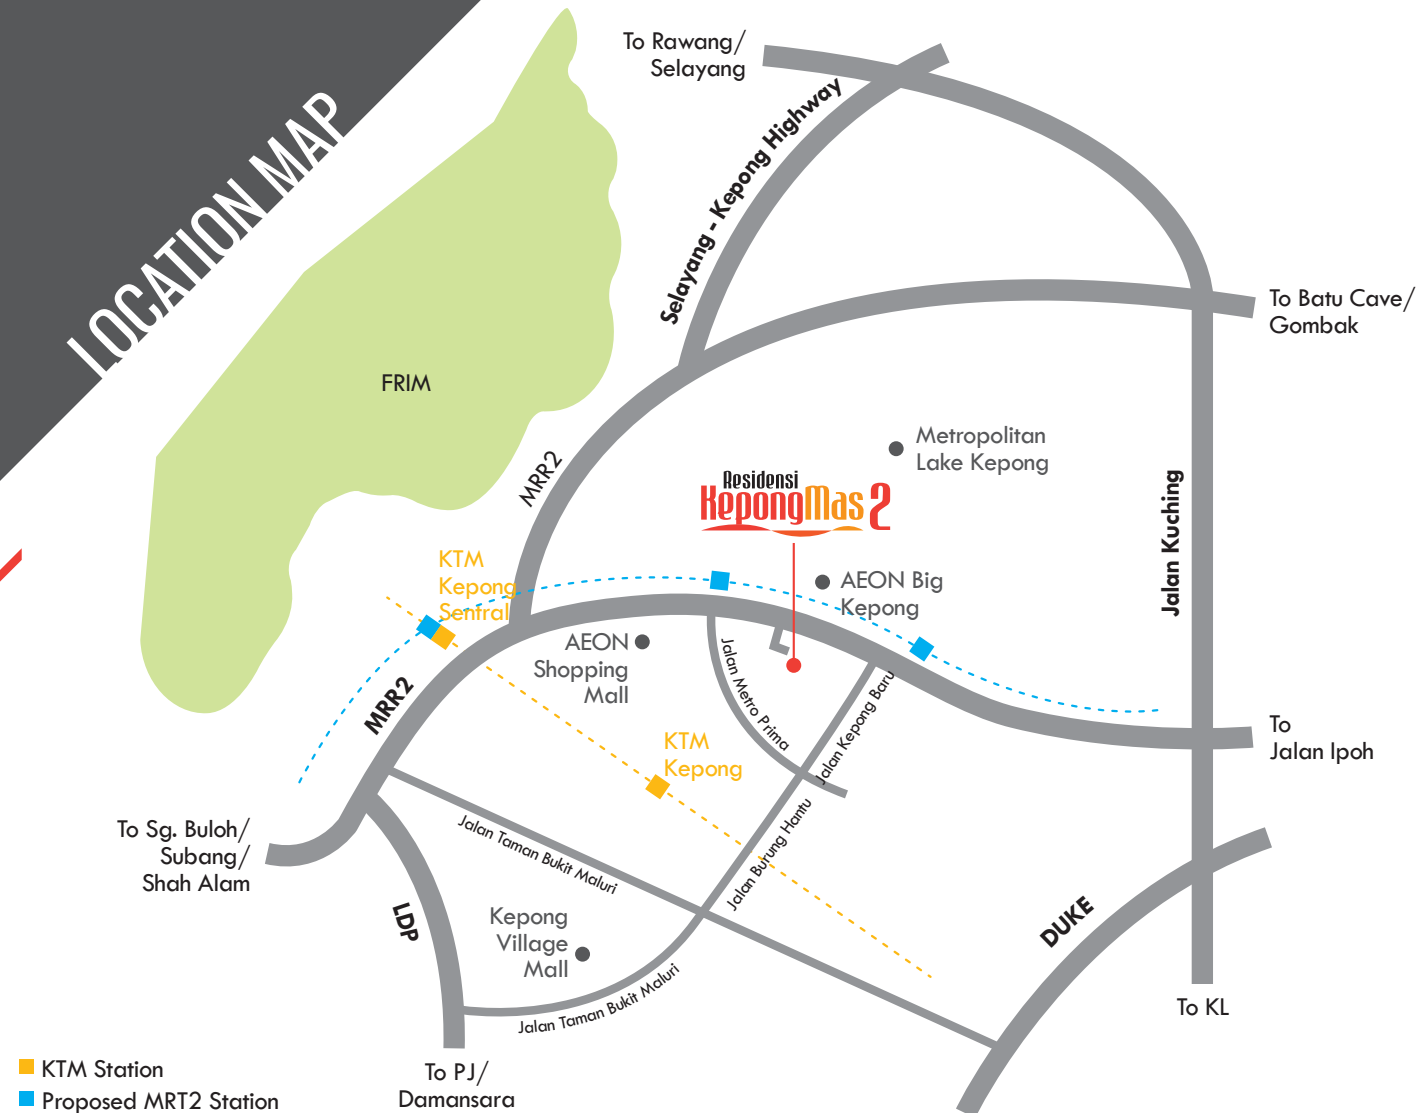 LOCATION MAP
To Rawang/
Selayang
Selayang - Kepong Highway
To Batu Cave/
Gombak
FRIM
MRR2
Metropolitan
Lake Kepong
Residensi
KepongMas 2
Jalan Kuching
KTM
Kepong
Sentral
AEON Big
Kepong
AEON
Shopping
Mall
Jalan Metro Prima
Jalan Kepong Baru
MRR2
To
Jalan Ipoh
KTM
Kepong
To Sg. Buloh/
Subang/
Shah Alam
Jalan Taman Bukit Maluri
Jalan Burung Hantu
LDP
Kepong
Village
Mall
DUKE
Jalan Taman Bukit Maluri
To KL
To PJ/
Damansara
KTM Station
Proposed MRT2 Station